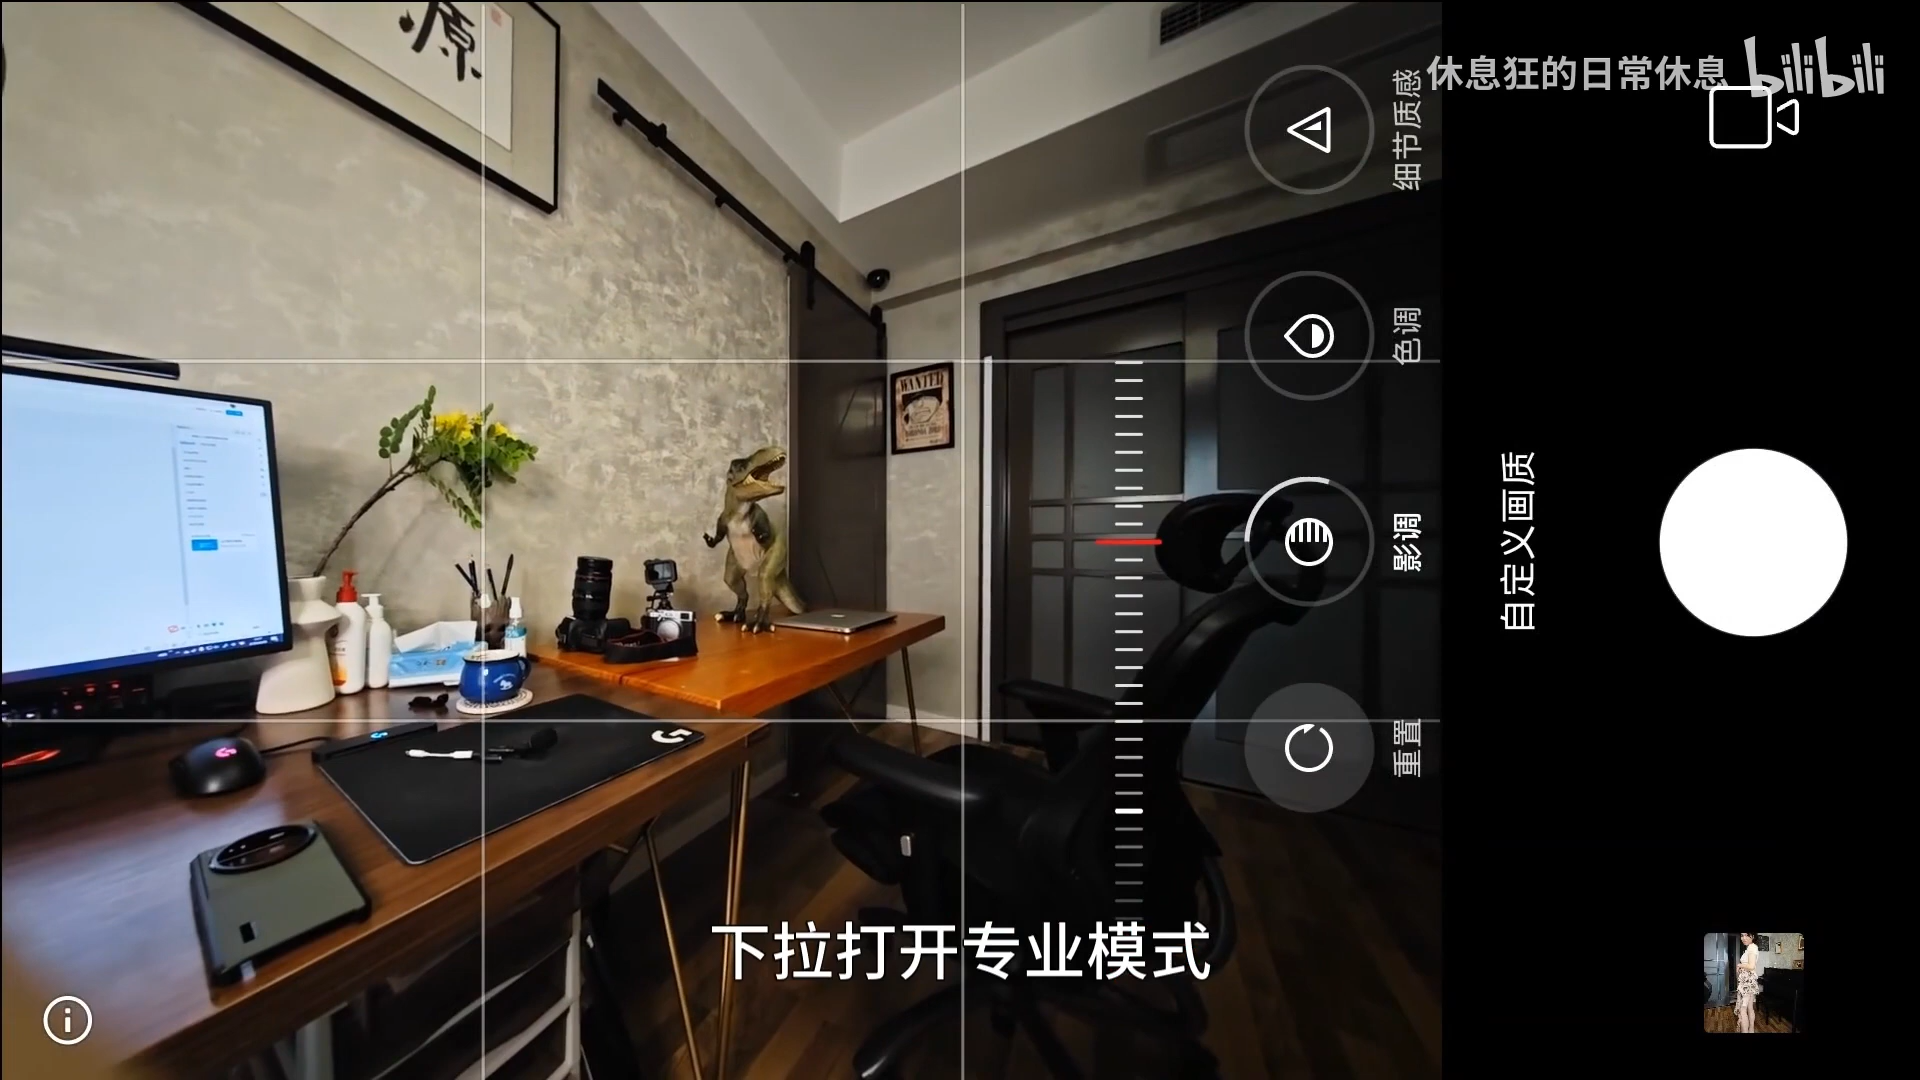 源
休息狂的日常休息 bilibili
细节质感
色调
影调
重置
自定义画质
WANTED
下拉打开专业模式